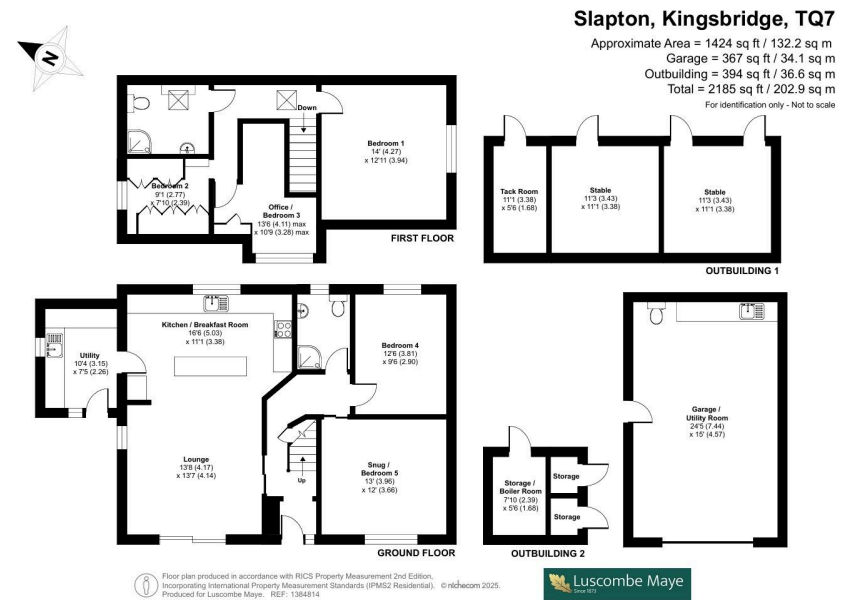 Slapton, Kingsbridge, TQ7
Approximate Area = 1424 sq ft / 132.2 sq m
Garage = 367 sq ft / 34.1 sq m
Outbuilding = 394 sq ft / 36.6 sq m
Total = 2185 sq ft / 202.9 sq m
For identification only - Not to scale
N
Down
Bedroom 1
14' (4.27)
x 12'11 (3.94)
Bedroom 2
9'1 (2.77)
x 7'10 (2.39)
Office /
Bedroom 3
13'6 (4.11) max
x 10'9 (3.28) max
FIRST FLOOR
Tack Room
11'1 (3.38)
x 5'6 (1.68)
Stable
11'3 (3.43)
x 11'1 (3.38)
Stable
11'3 (3.43)
x 11'1 (3.38)
OUTBUILDING 1
Kitchen / Breakfast Room
16'6 (5.03)
x 11'1 (3.38)
Utility
10'4 (3.15)
x 7'5 (2.26)
Bedroom 4
12'6 (3.81)
x 9'6 (2.90)
Lounge
13'8 (4.17)
x 13'7 (4.14)
Up
Snug /
Bedroom 5
13' (3.96)
x 12' (3.66)
GROUND FLOOR
Garage /
Utility Room
24'5 (7.44)
x 15' (4.57)
Storage /
Boiler Room
7'10 (2.39)
x 5'6 (1.68)
Storage
Storage
OUTBUILDING 2
Floor plan produced in accordance with RICS Property Measurement 2nd Edition,
Incorporating International Property Measurement Standards (IPMS2 Residential). © nichecom 2025.
Produced for Luscombe Maye. REF: 1384814
Luscombe Maye
Since 1873